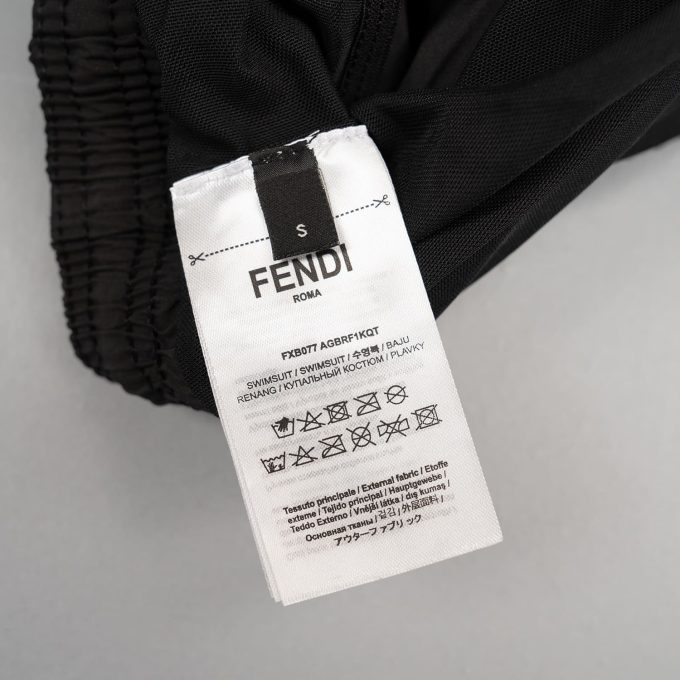 S
FENDI
ROMA
FXB077 AGBRF1KQT
SWIMSUIT / SWIMSUIT / 수영복 / BAJU
RENANG / КУПАЛЬНЫЙ КОСТЮМ / PLAVKY
Tessuto principale / External fabric / Etoffe
externe / Tejido principal / Hauptgewebe /
Teddo Externo / Vnější látka / dış kumaş /
Основная ткань / 겉감 / 外层面料 /
アウターファブリック